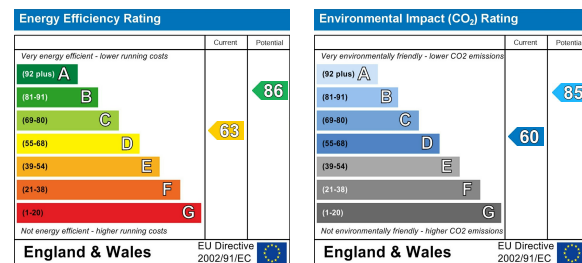 Energy Efficiency Rating
Current Potential
Very energy efficient - lower running costs
(92 plus) A
(81-91) B
(69-80) C
(55-68) D
(39-54) E
(21-38) F
(1-20) G
63
86
Not energy efficient - higher running costs
England & Wales
EU Directive
2002/91/EC
Environmental Impact (CO₂) Rating
Current Potential
Very environmentally friendly - lower CO2 emissions
(92 plus) A
(81-91) B
(69-80) C
(55-68) D
(39-54) E
(21-38) F
(1-20) G
60
85
Not environmentally friendly - higher CO2 emissions
England & Wales
EU Directive
2002/91/EC